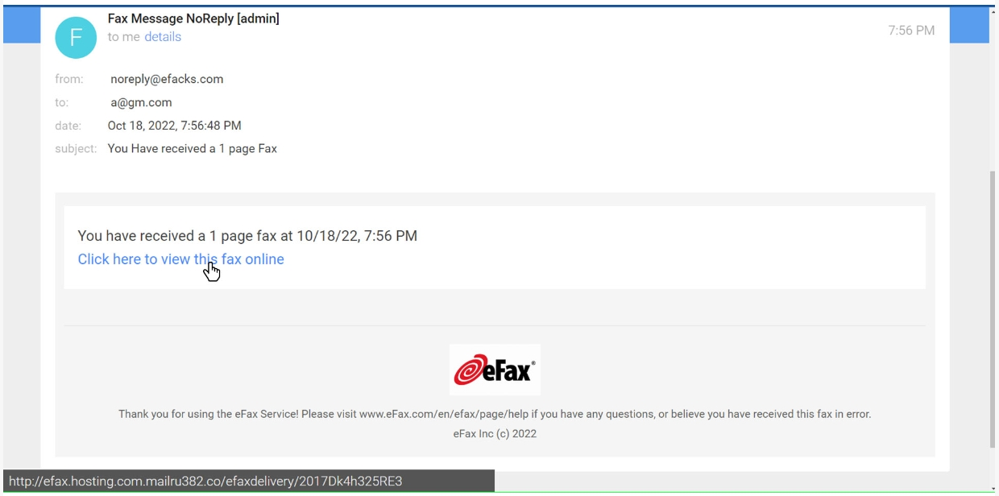 F
Fax Message NoReply [admin]
to me details
7:56 PM
from: noreply@efacks.com
to: a@gm.com
date: Oct 18, 2022, 7:56:48 PM
subject: You Have received a 1 page Fax
You have received a 1 page fax at 10/18/22, 7:56 PM
Click here to view this fax online
eFax®
Thank you for using the eFax Service! Please visit www.eFax.com/en/efax/page/help if you have any questions, or believe you have received this fax in error.
eFax Inc (c) 2022
http://efax.hosting.com.mailru382.co/efaxdelivery/2017Dk4h325RE3